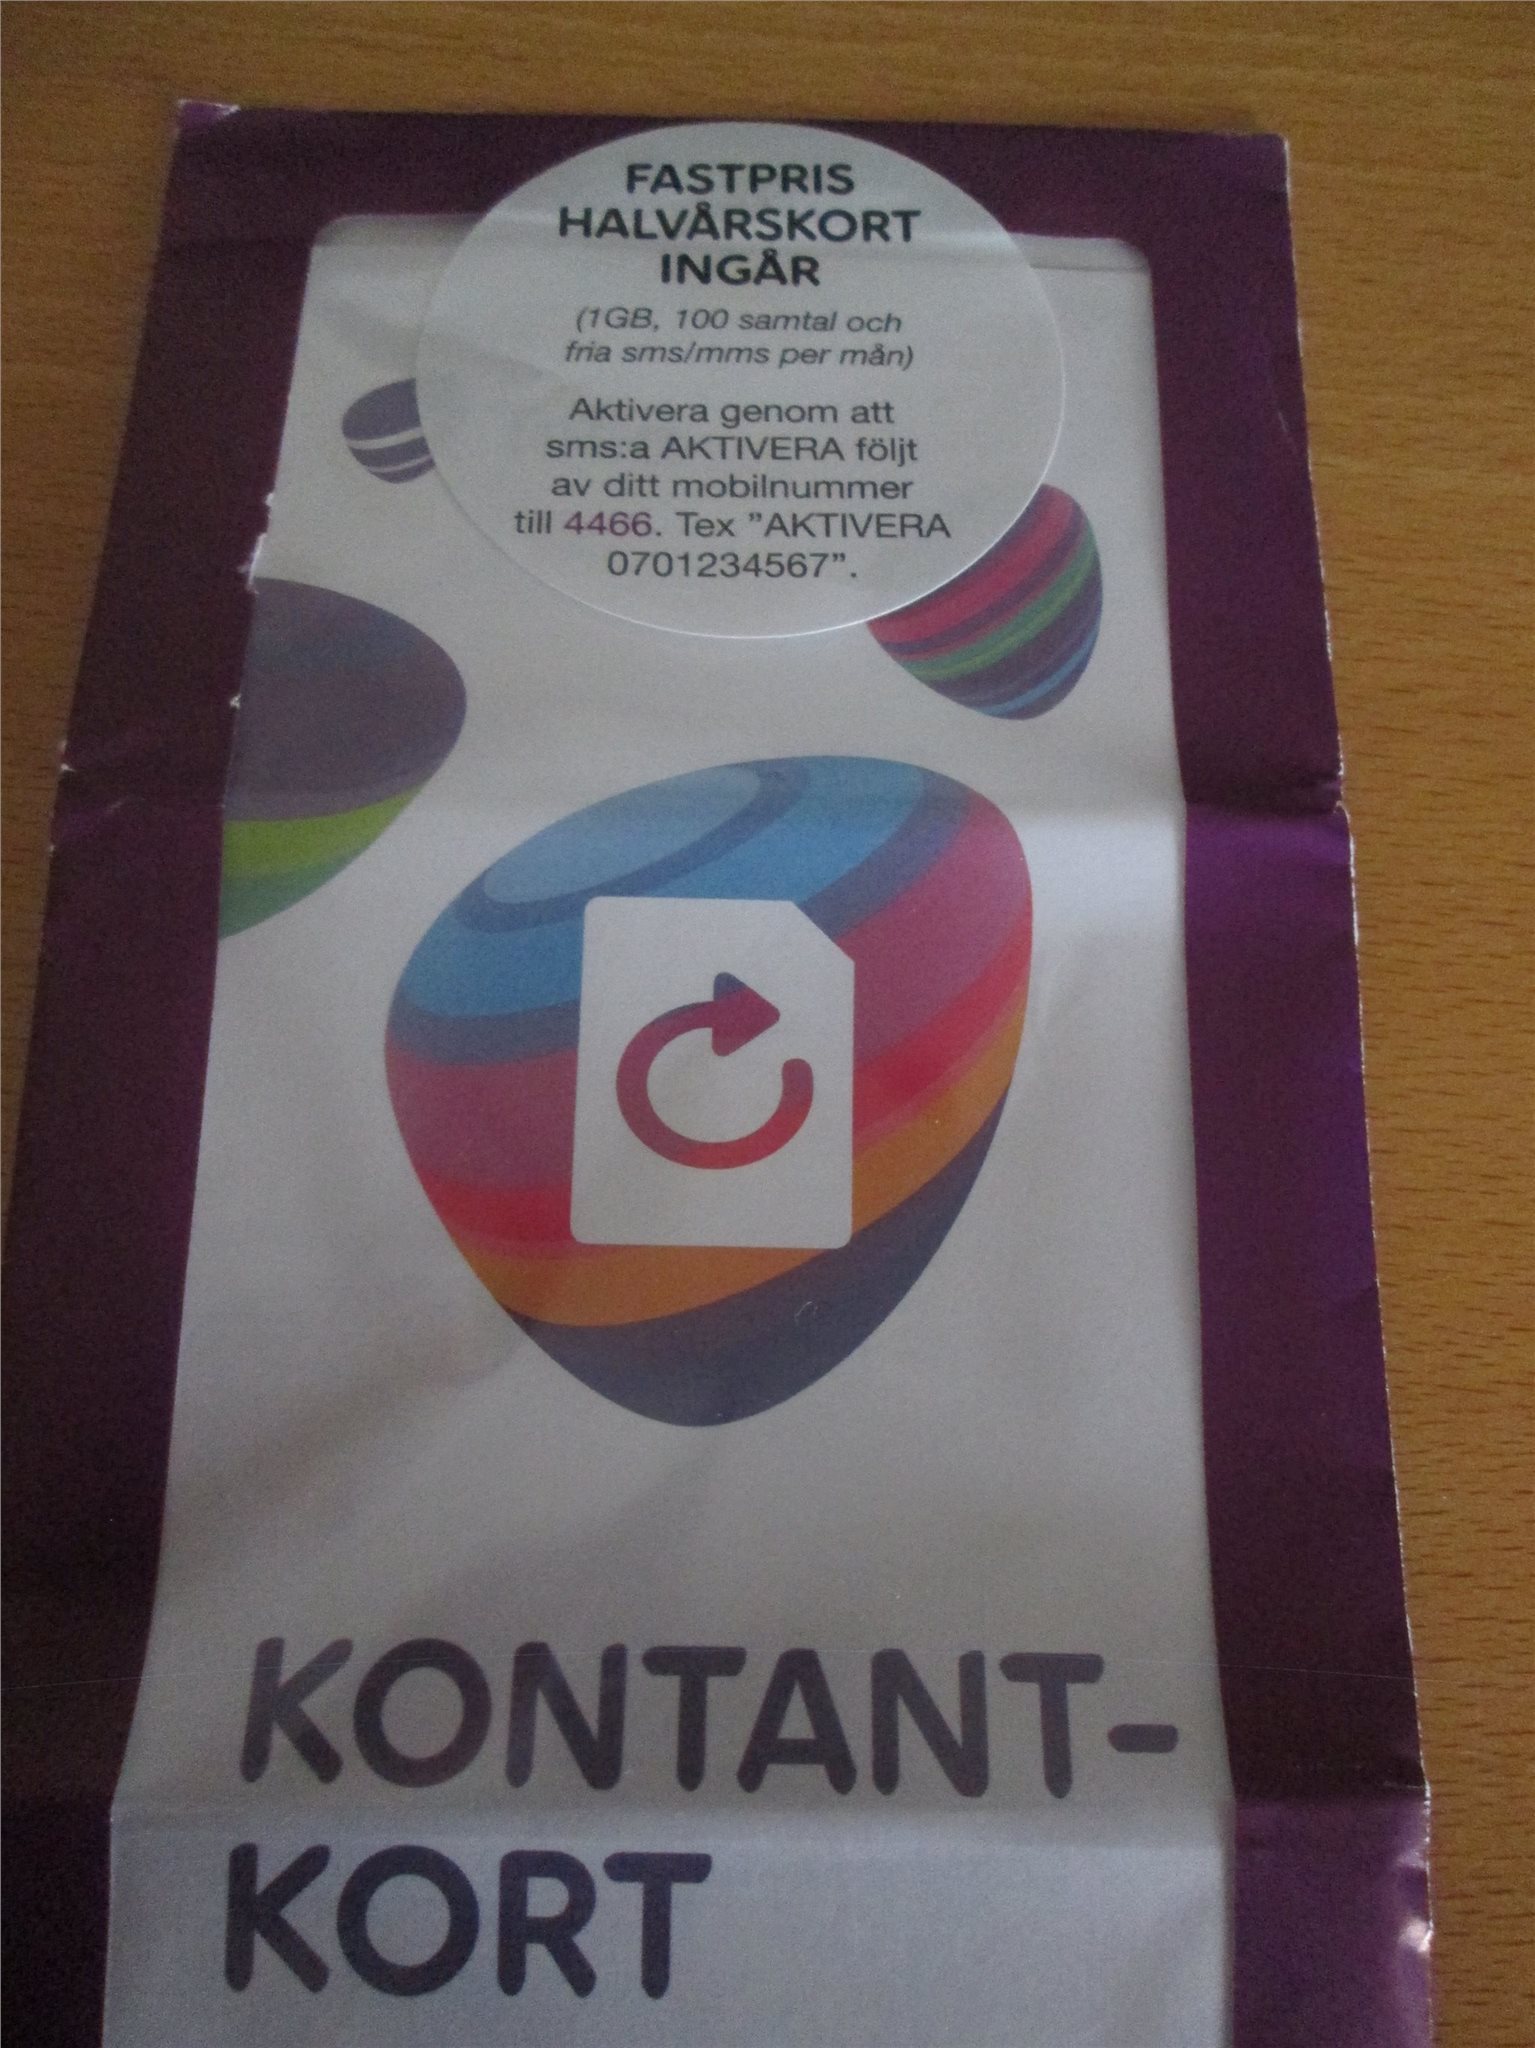 FASTPRIS
HALVÅRSKORT
INGÅR
(1GB, 100 samtal och
fria sms/mms per mån)
Aktivera genom att
sms:a AKTIVERA följt
av ditt mobilnummer
till 4466. Tex ”AKTIVERA
0701234567”.
KONTANT-
KORT